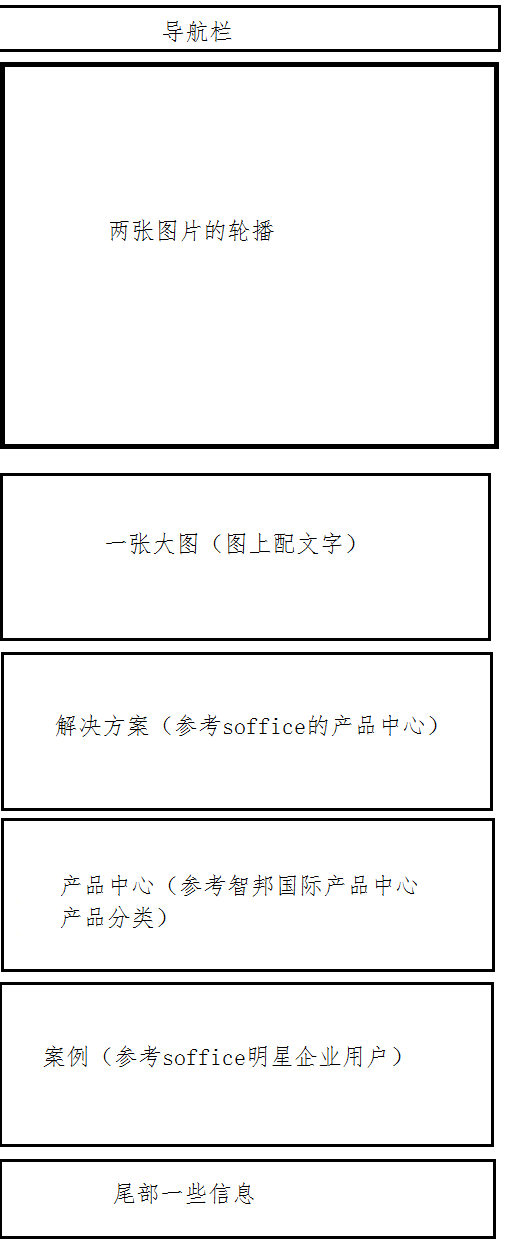 导航栏
两张图片的轮播
一张大图（图上配文字）
解决方案（参考soffice的产品中心）
产品中心（参考智邦国际产品中心
产品分类）
案例（参考soffice明星企业用户）
尾部一些信息